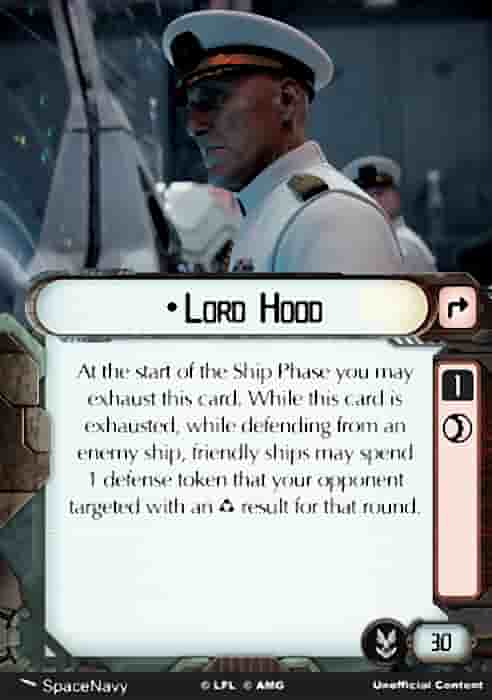 • Lord Hood
At the start of the Ship Phase you may
exhaust this card. While this card is
exhausted, while defending from an
enemy ship, friendly ships may spend
1 defense token that your opponent
targeted with an result for that round.
1
30
SpaceNavy
© LFL © AMG
Unofficial Content